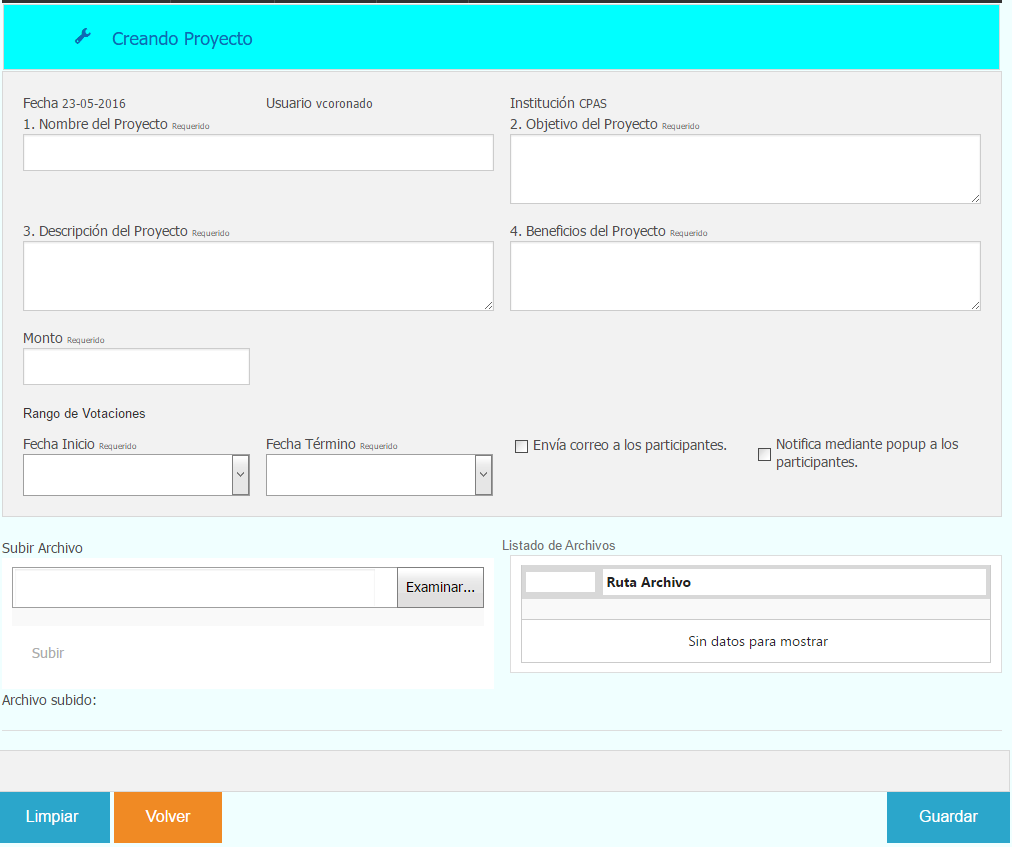 Creando Proyecto
Fecha 23-05-2016 Usuario vcoronado Institución CPAS
1. Nombre del Proyecto Requerido 2. Objetivo del Proyecto Requerido
3. Descripción del Proyecto Requerido 4. Beneficios del Proyecto Requerido
Monto Requerido
Rango de Votaciones
Fecha Inicio Requerido Fecha Término Requerido Envía correo a los participantes. Notifica mediante popup a los
participantes.
Subir Archivo Listado de Archivos
Examinar... Ruta Archivo
Sin datos para mostrar
Subir
Archivo subido:
Limpiar Volver Guardar